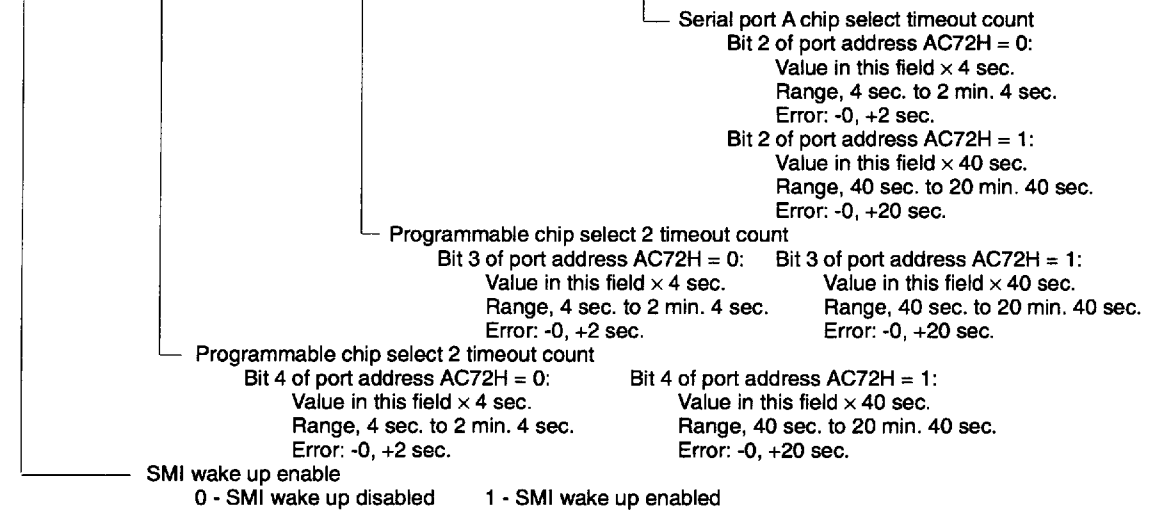 Serial port A chip select timeout count
Bit 2 of port address AC72H = 0:
Value in this field × 4 sec.
Range, 4 sec. to 2 min. 4 sec.
Error: -0, +2 sec.
Bit 2 of port address AC72H = 1:
Value in this field × 40 sec.
Range, 40 sec. to 20 min. 40 sec.
Error: -0, +20 sec.
Programmable chip select 2 timeout count
Bit 3 of port address AC72H = 0: Bit 3 of port address AC72H = 1:
Value in this field × 4 sec. Value in this field × 40 sec.
Range, 4 sec. to 2 min. 4 sec. Range, 40 sec. to 20 min. 40 sec.
Error: -0, +2 sec. Error: -0, +20 sec.
Programmable chip select 2 timeout count
Bit 4 of port address AC72H = 0: Bit 4 of port address AC72H = 1:
Value in this field × 4 sec. Value in this field × 40 sec.
Range, 4 sec. to 2 min. 4 sec. Range, 40 sec. to 20 min. 40 sec.
Error: -0, +2 sec. Error: -0, +20 sec.
SMI wake up enable
0 - SMI wake up disabled 1 - SMI wake up enabled